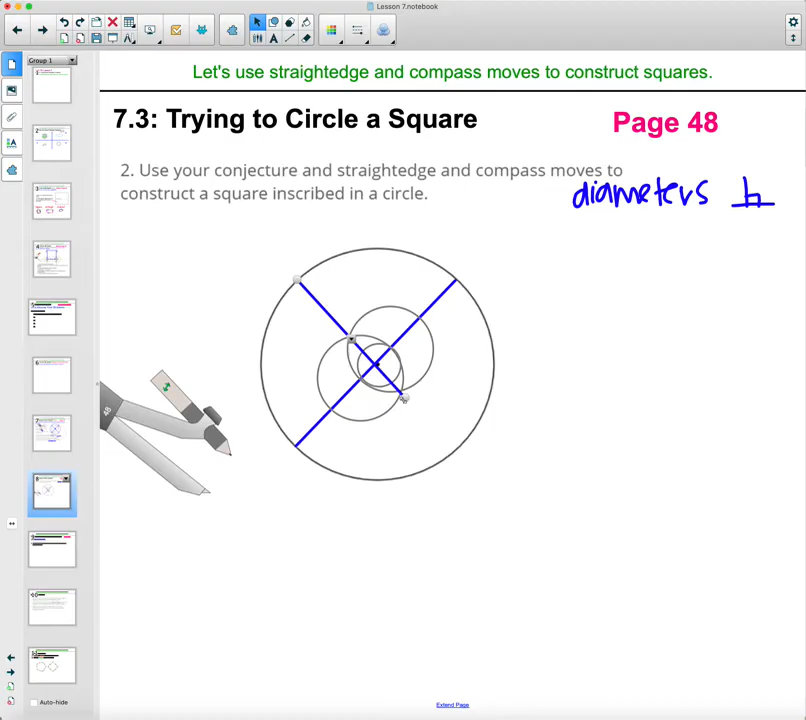 Lesson 7.notebook
Group 1
Let's use straightedge and compass moves to construct squares.
7.3: Trying to Circle a Square
Page 48
2. Use your conjecture and straightedge and compass moves to
construct a square inscribed in a circle.
diameters
48
Auto-hide
Extend Page